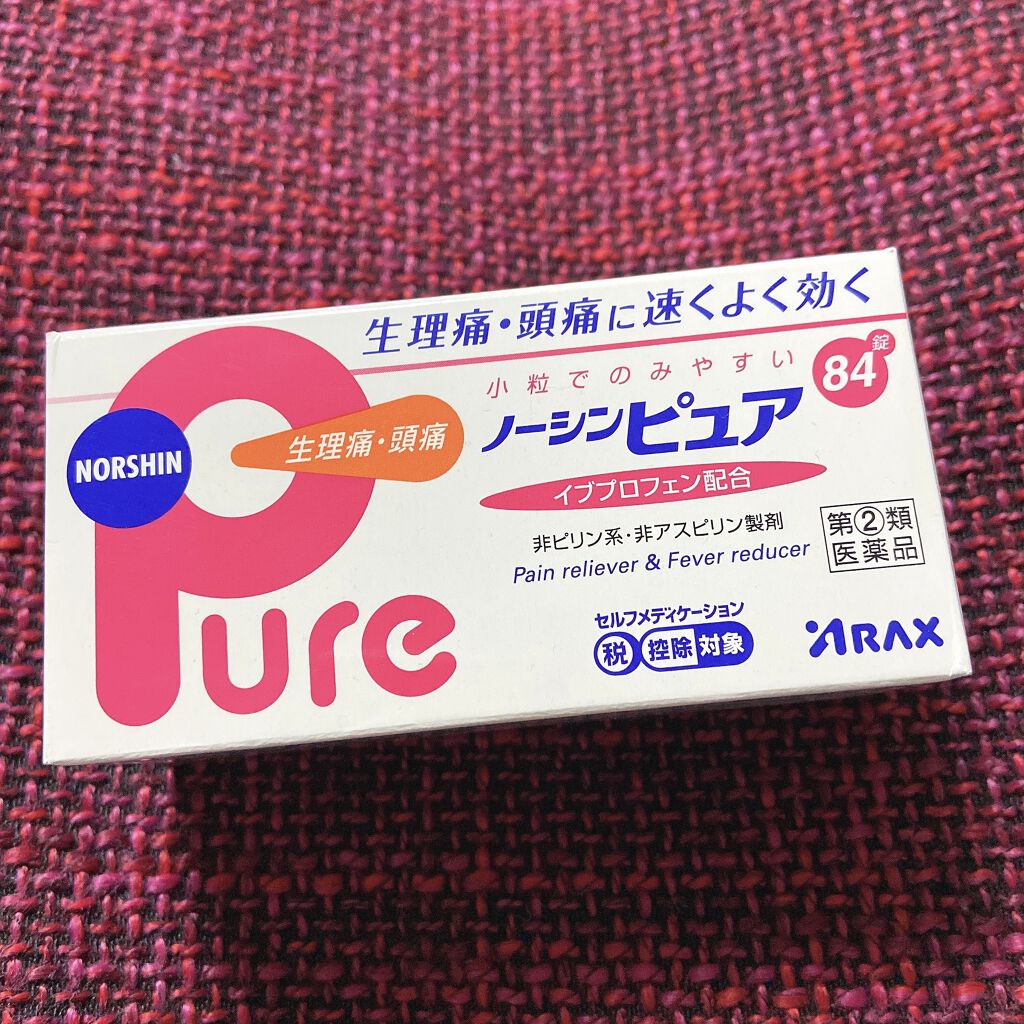 生理痛・頭痛に速くよく効く
小粒でのみやすい
84錠
ノーシンピュア
NORSHIN
生理痛・頭痛
Pure
イブプロフェン配合
非ピリン系・非アスピリン製剤
Pain reliever & Fever reducer
第②類
医薬品
セルフメディケーション
税 控除 対象
ARAX